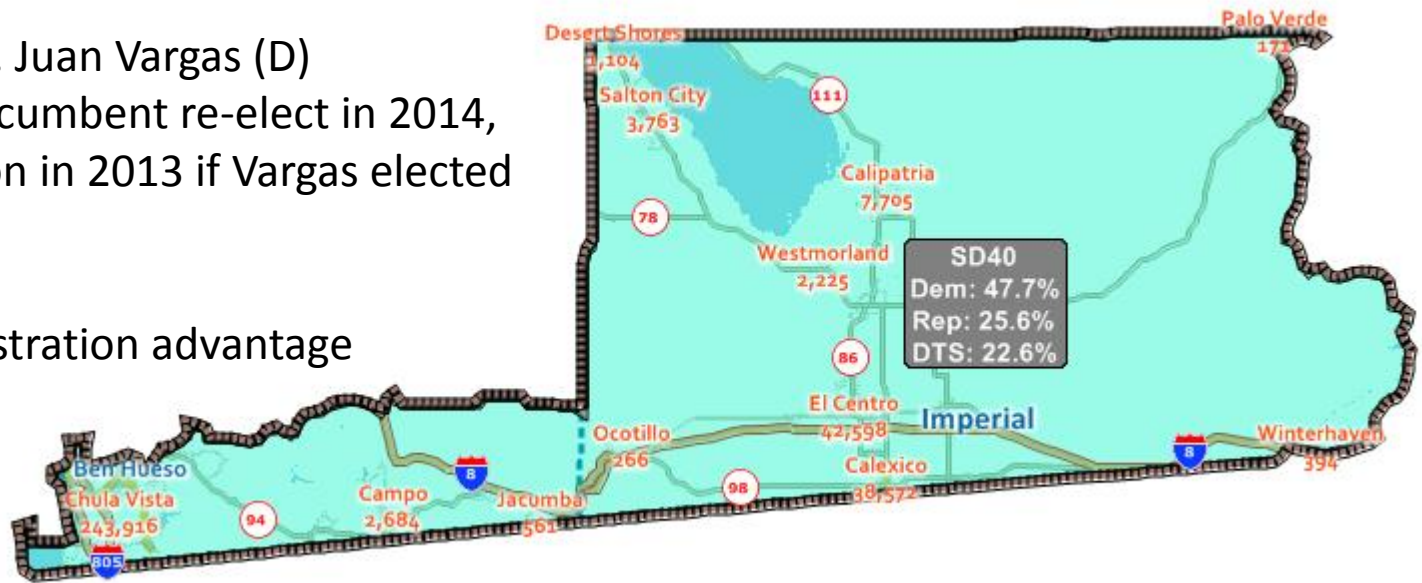 . Juan Vargas (D)
cumbent re-elect in 2014,
on in 2013 if Vargas elected
stration advantage
Desert Shores
1,104
Salton City
3,763
111
Palo Verde
171
78
Calipatria
7,705
Westmorland
2,225
SD40
Dem: 47.7%
Rep: 25.6%
DTS: 22.6%
86
El Centro
42,598
Imperial
Ocotillo
266
8
Winterhaven
394
Calexico
38,572
98
Ben Hueso
Chula Vista
243,916
94
Campo
2,684
8
Jacumba
561
805